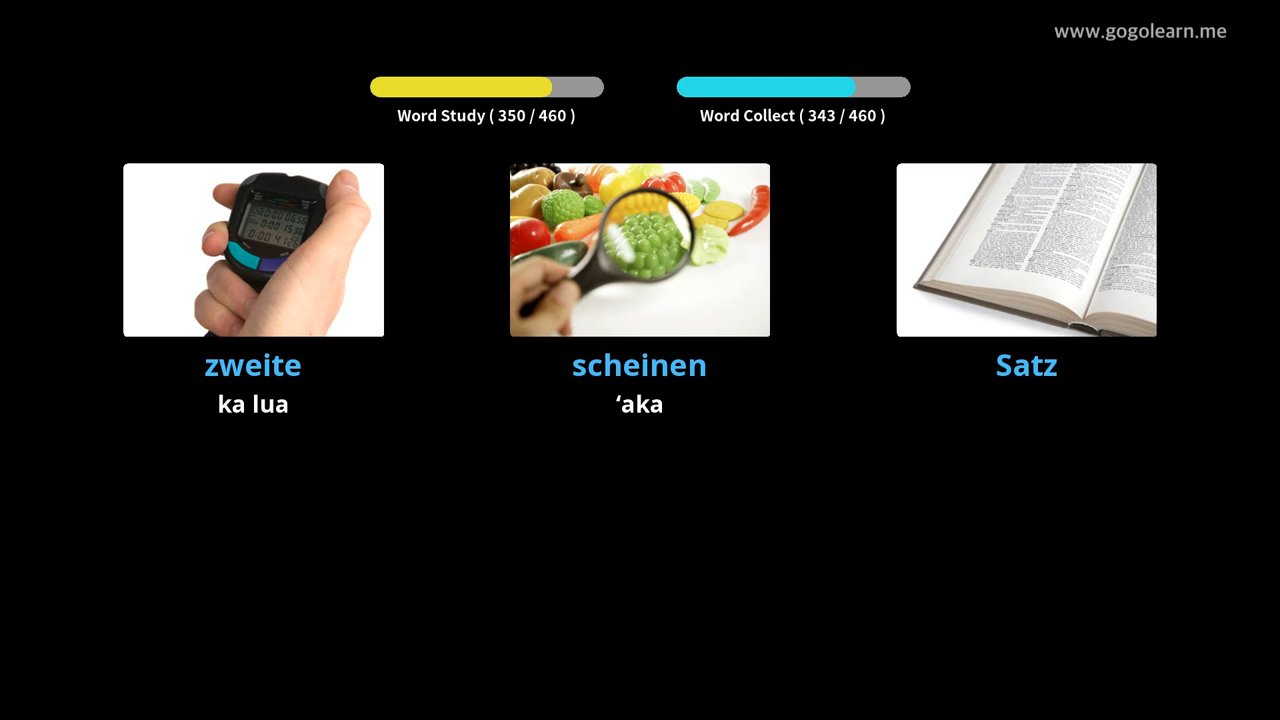 www.gogolearn.me
Word Study ( 350 / 460 )
Word Collect ( 343 / 460 )
zweite
ka lua
scheinen
ʻaka
Satz